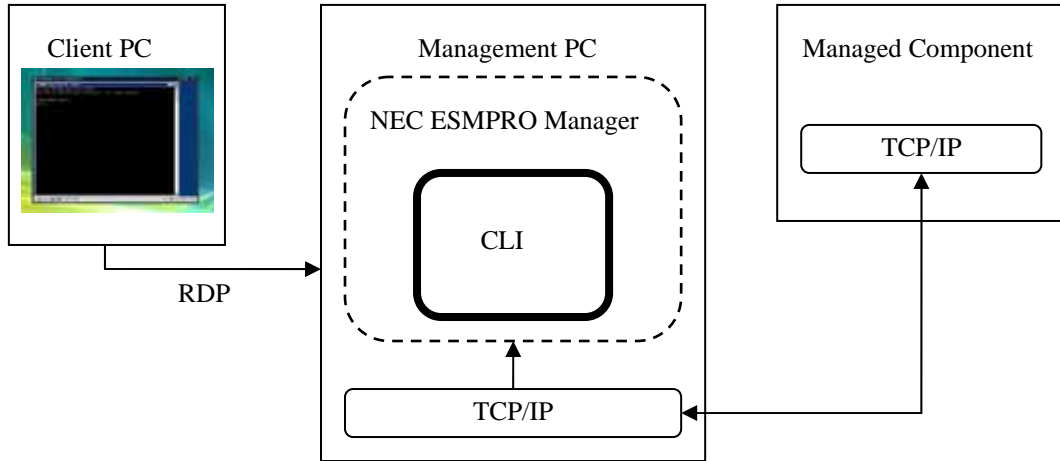 Client PC
RDP
Management PC
NEC ESMPRO Manager
CLI
TCP/IP
Managed Component
TCP/IP